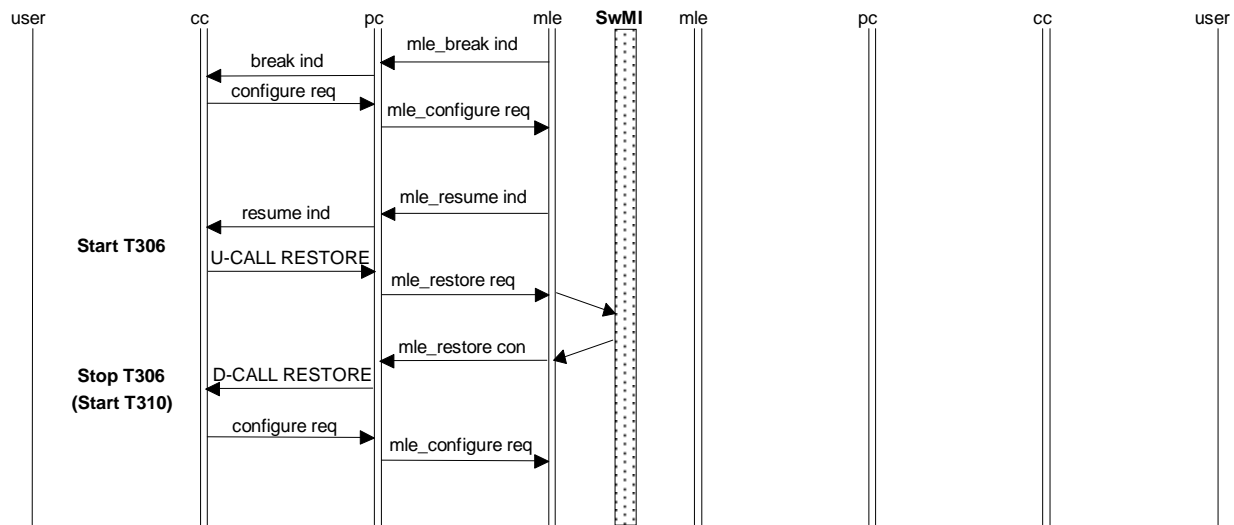 user cc pc mle SwMI mle pc cc user
mle_break ind
break ind
configure req
mle_configure req
mle_resume ind
resume ind
Start T306
U-CALL RESTORE
mle_restore req
mle_restore con
Stop T306 D-CALL RESTORE
(Start T310)
configure req
mle_configure req